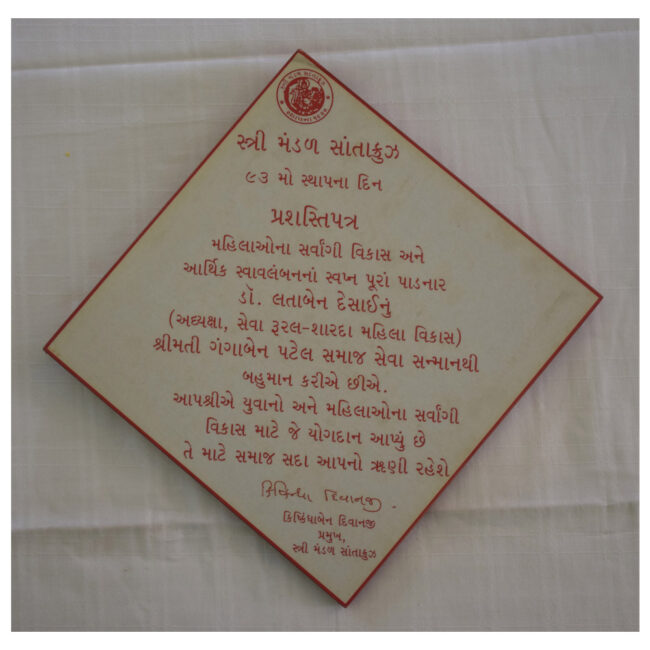 સ્ત્રી મંડળ સાંતાક્રુઝ
૯૩ મો સ્થાપના દિન
પ્રશસ્તિપત્ર
મહિલાઓના સર્વાંગી વિકાસ અને
આર્થિક સ્વાવલંબનનાં સ્વપ્ન પૂરાં પાડનાર
ડૉ. લતાબેન દેસાઈનું
(અધ્યક્ષા, સેવા રૂરલ-શારદા મહિલા વિકાસ)
શ્રીમતી ગંગાબેન પટેલ સમાજ સેવા સન્માનથી
બહુમાન કરીએ છીએ.
આપશ્રીએ યુવાનો અને મહિલાઓના સર્વાંગી
વિકાસ માટે જે યોગદાન આપ્યું છે
તે માટે સમાજ સદા આપનો ઋણી રહેશે
કિષ્કિંધાબેન દિવાનજી
પ્રમુખ,
સ્ત્રી મંડળ સાંતાક્રુઝ